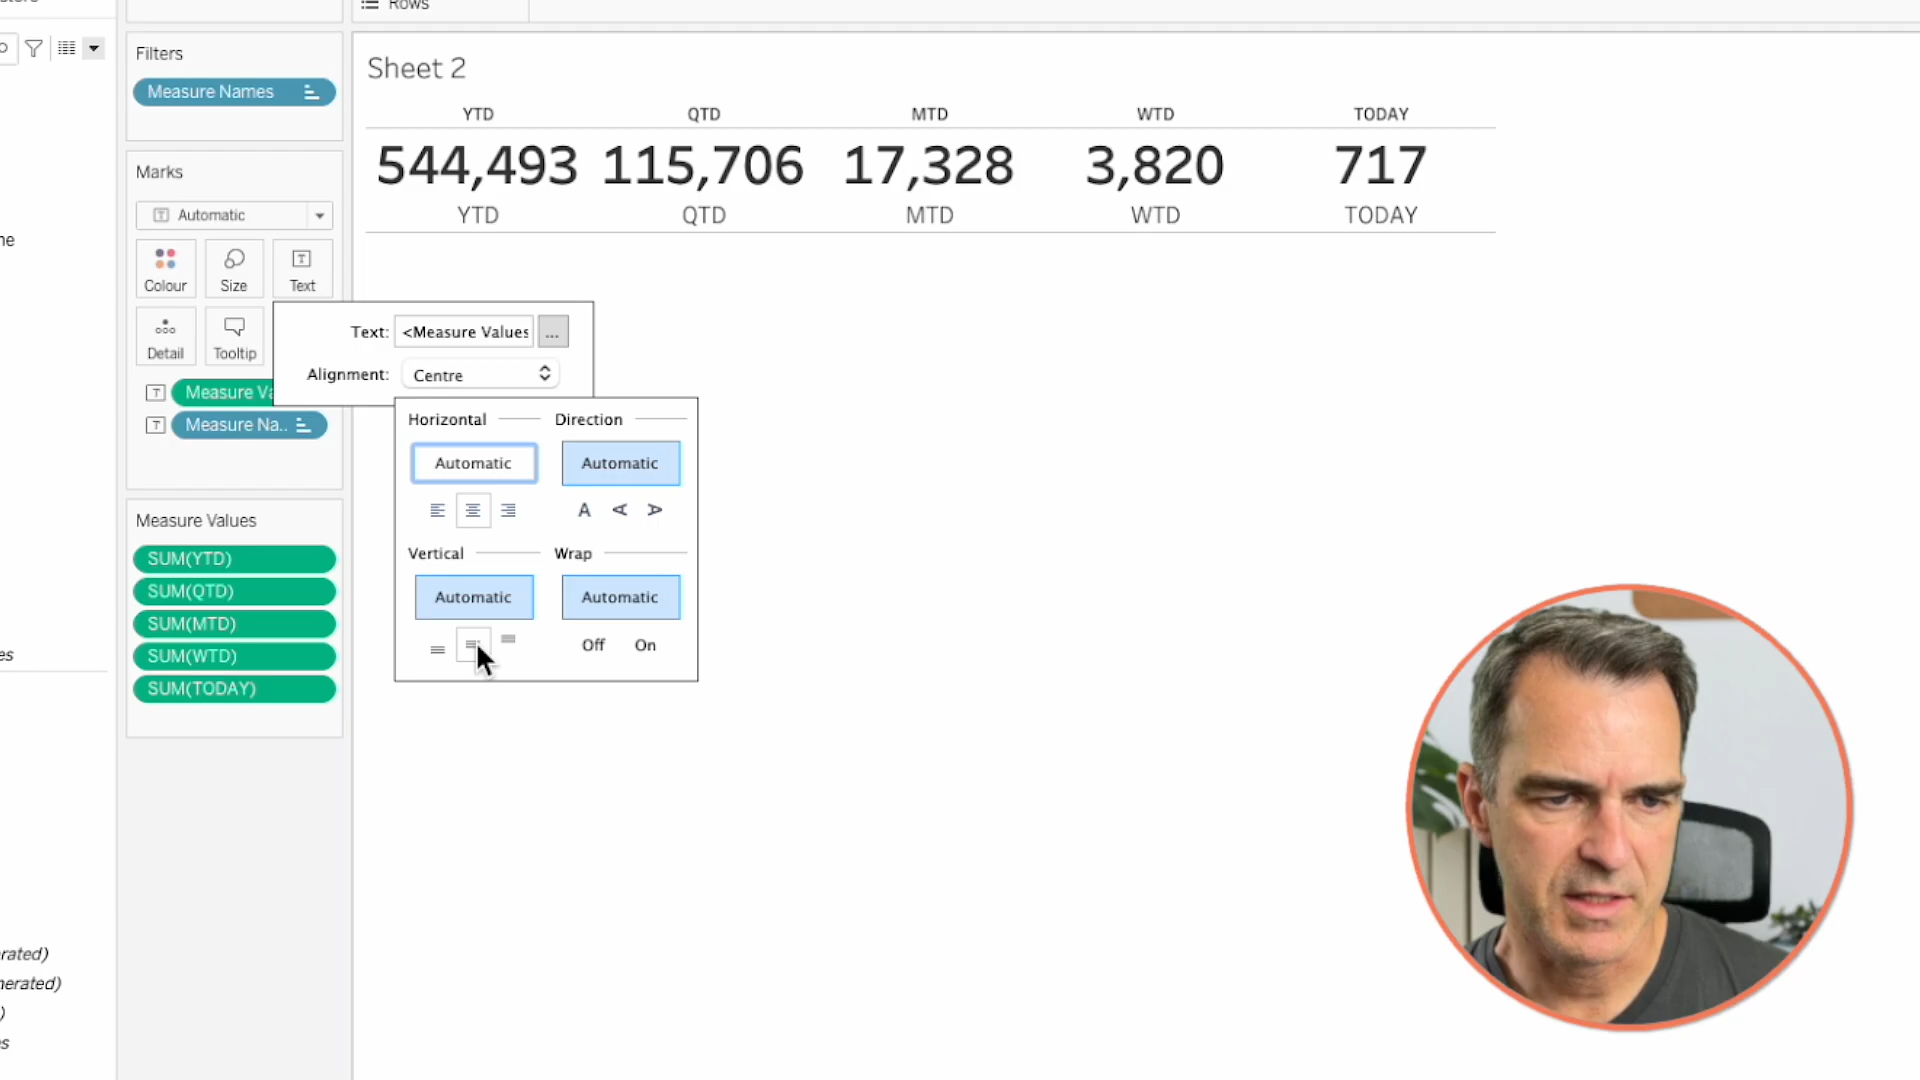 Rows
Filters
Measure Names
Marks
Automatic
Colour
Size
Text
Detail
Tooltip
Measure Va
Measure Na..
Measure Values
SUM(YTD)
SUM(QTD)
SUM(MTD)
SUM(WTD)
SUM(TODAY)
Sheet 2
YTD QTD MTD WTD TODAY
544,493 115,706 17,328 3,820 717
YTD QTD MTD WTD TODAY
Text: <Measure Values ...
Alignment: Centre
Horizontal Direction
Automatic Automatic
A A A
Vertical Wrap
Automatic Automatic
Off On
ne
es
erated)
nerated)
)
s